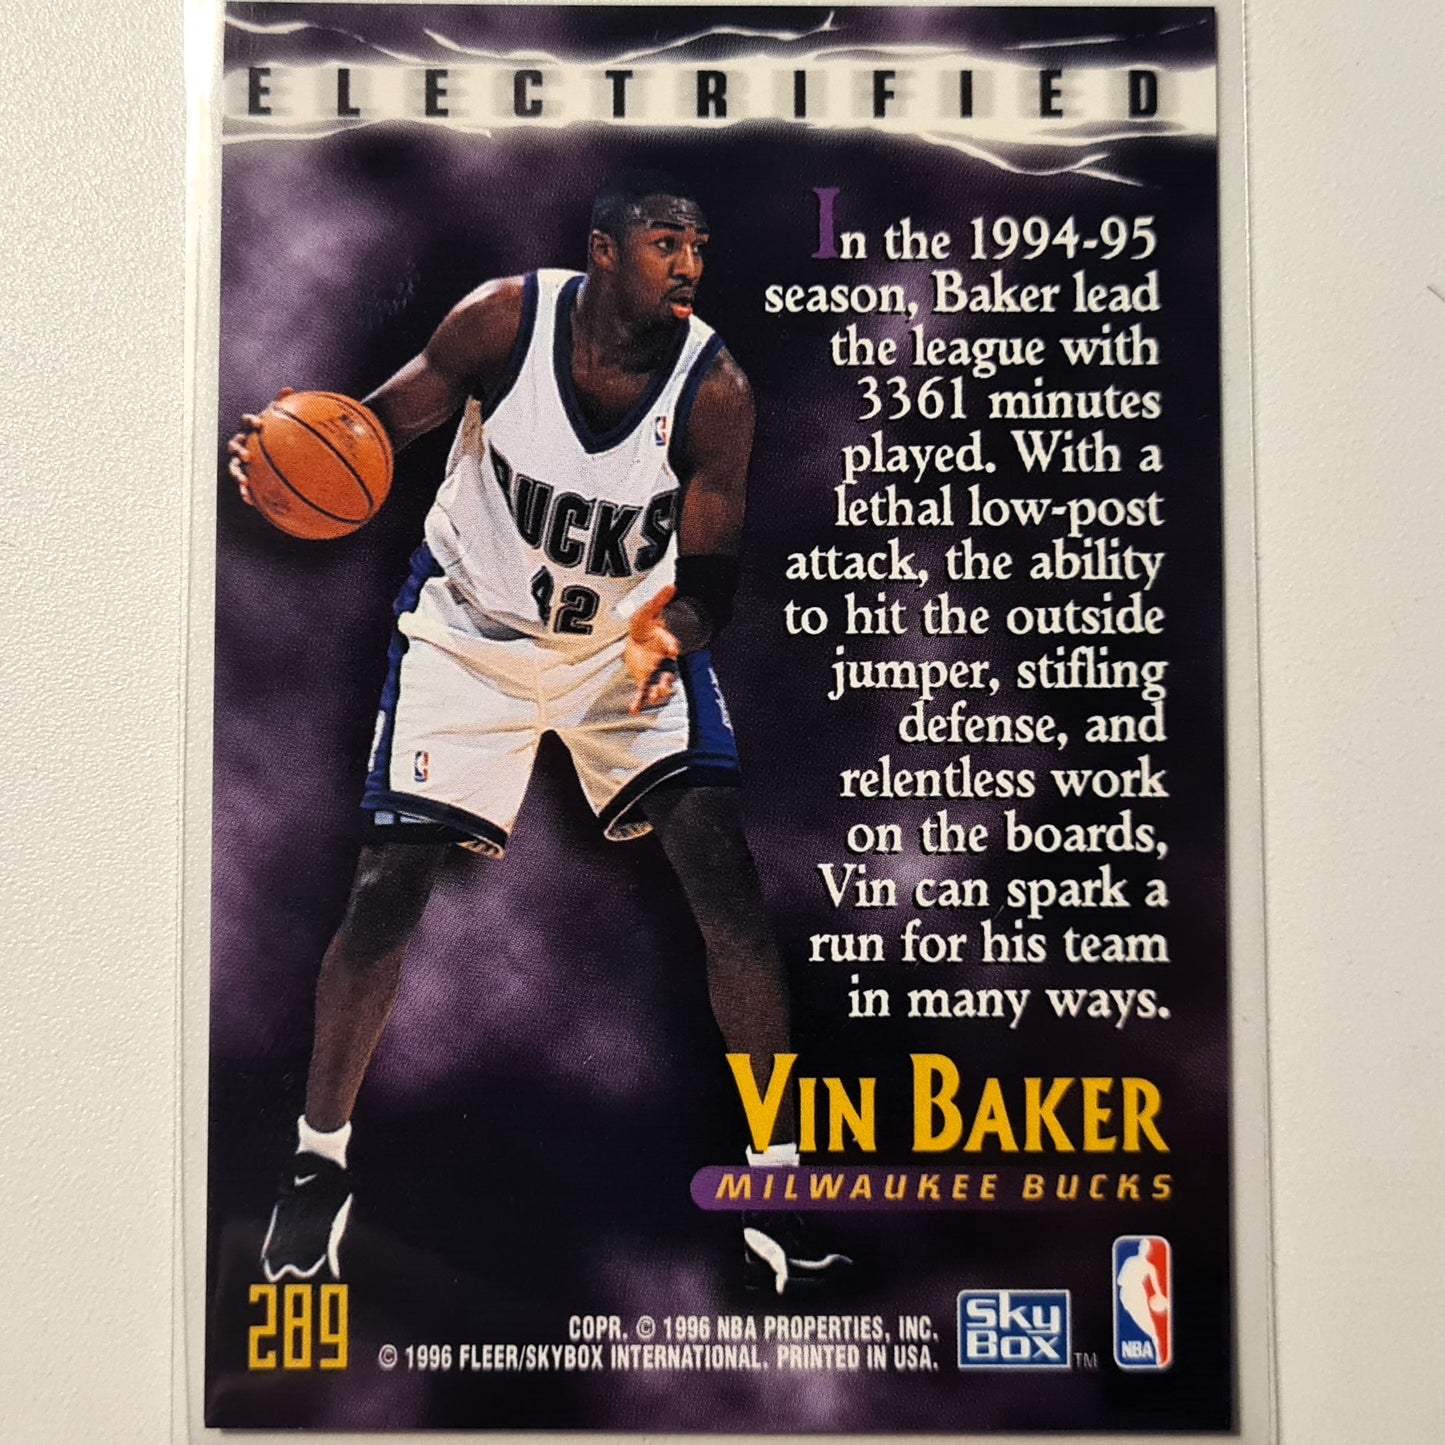 ELECTRIFIED
In the 1994-95
season, Baker lead
the league with
3361 minutes
played. With a
lethal low-post
attack, the ability
to hit the outside
jumper, stifling
defense, and
relentless work
on the boards,
Vin can spark a
run for his team
in many ways.
BUCKS
42
VIN BAKER
MILWAUKEE BUCKS
289
COPR. © 1996 NBA PROPERTIES, INC.
© 1996 FLEER/SKYBOX INTERNATIONAL. PRINTED IN USA.
SKY
BOX TM
NBA